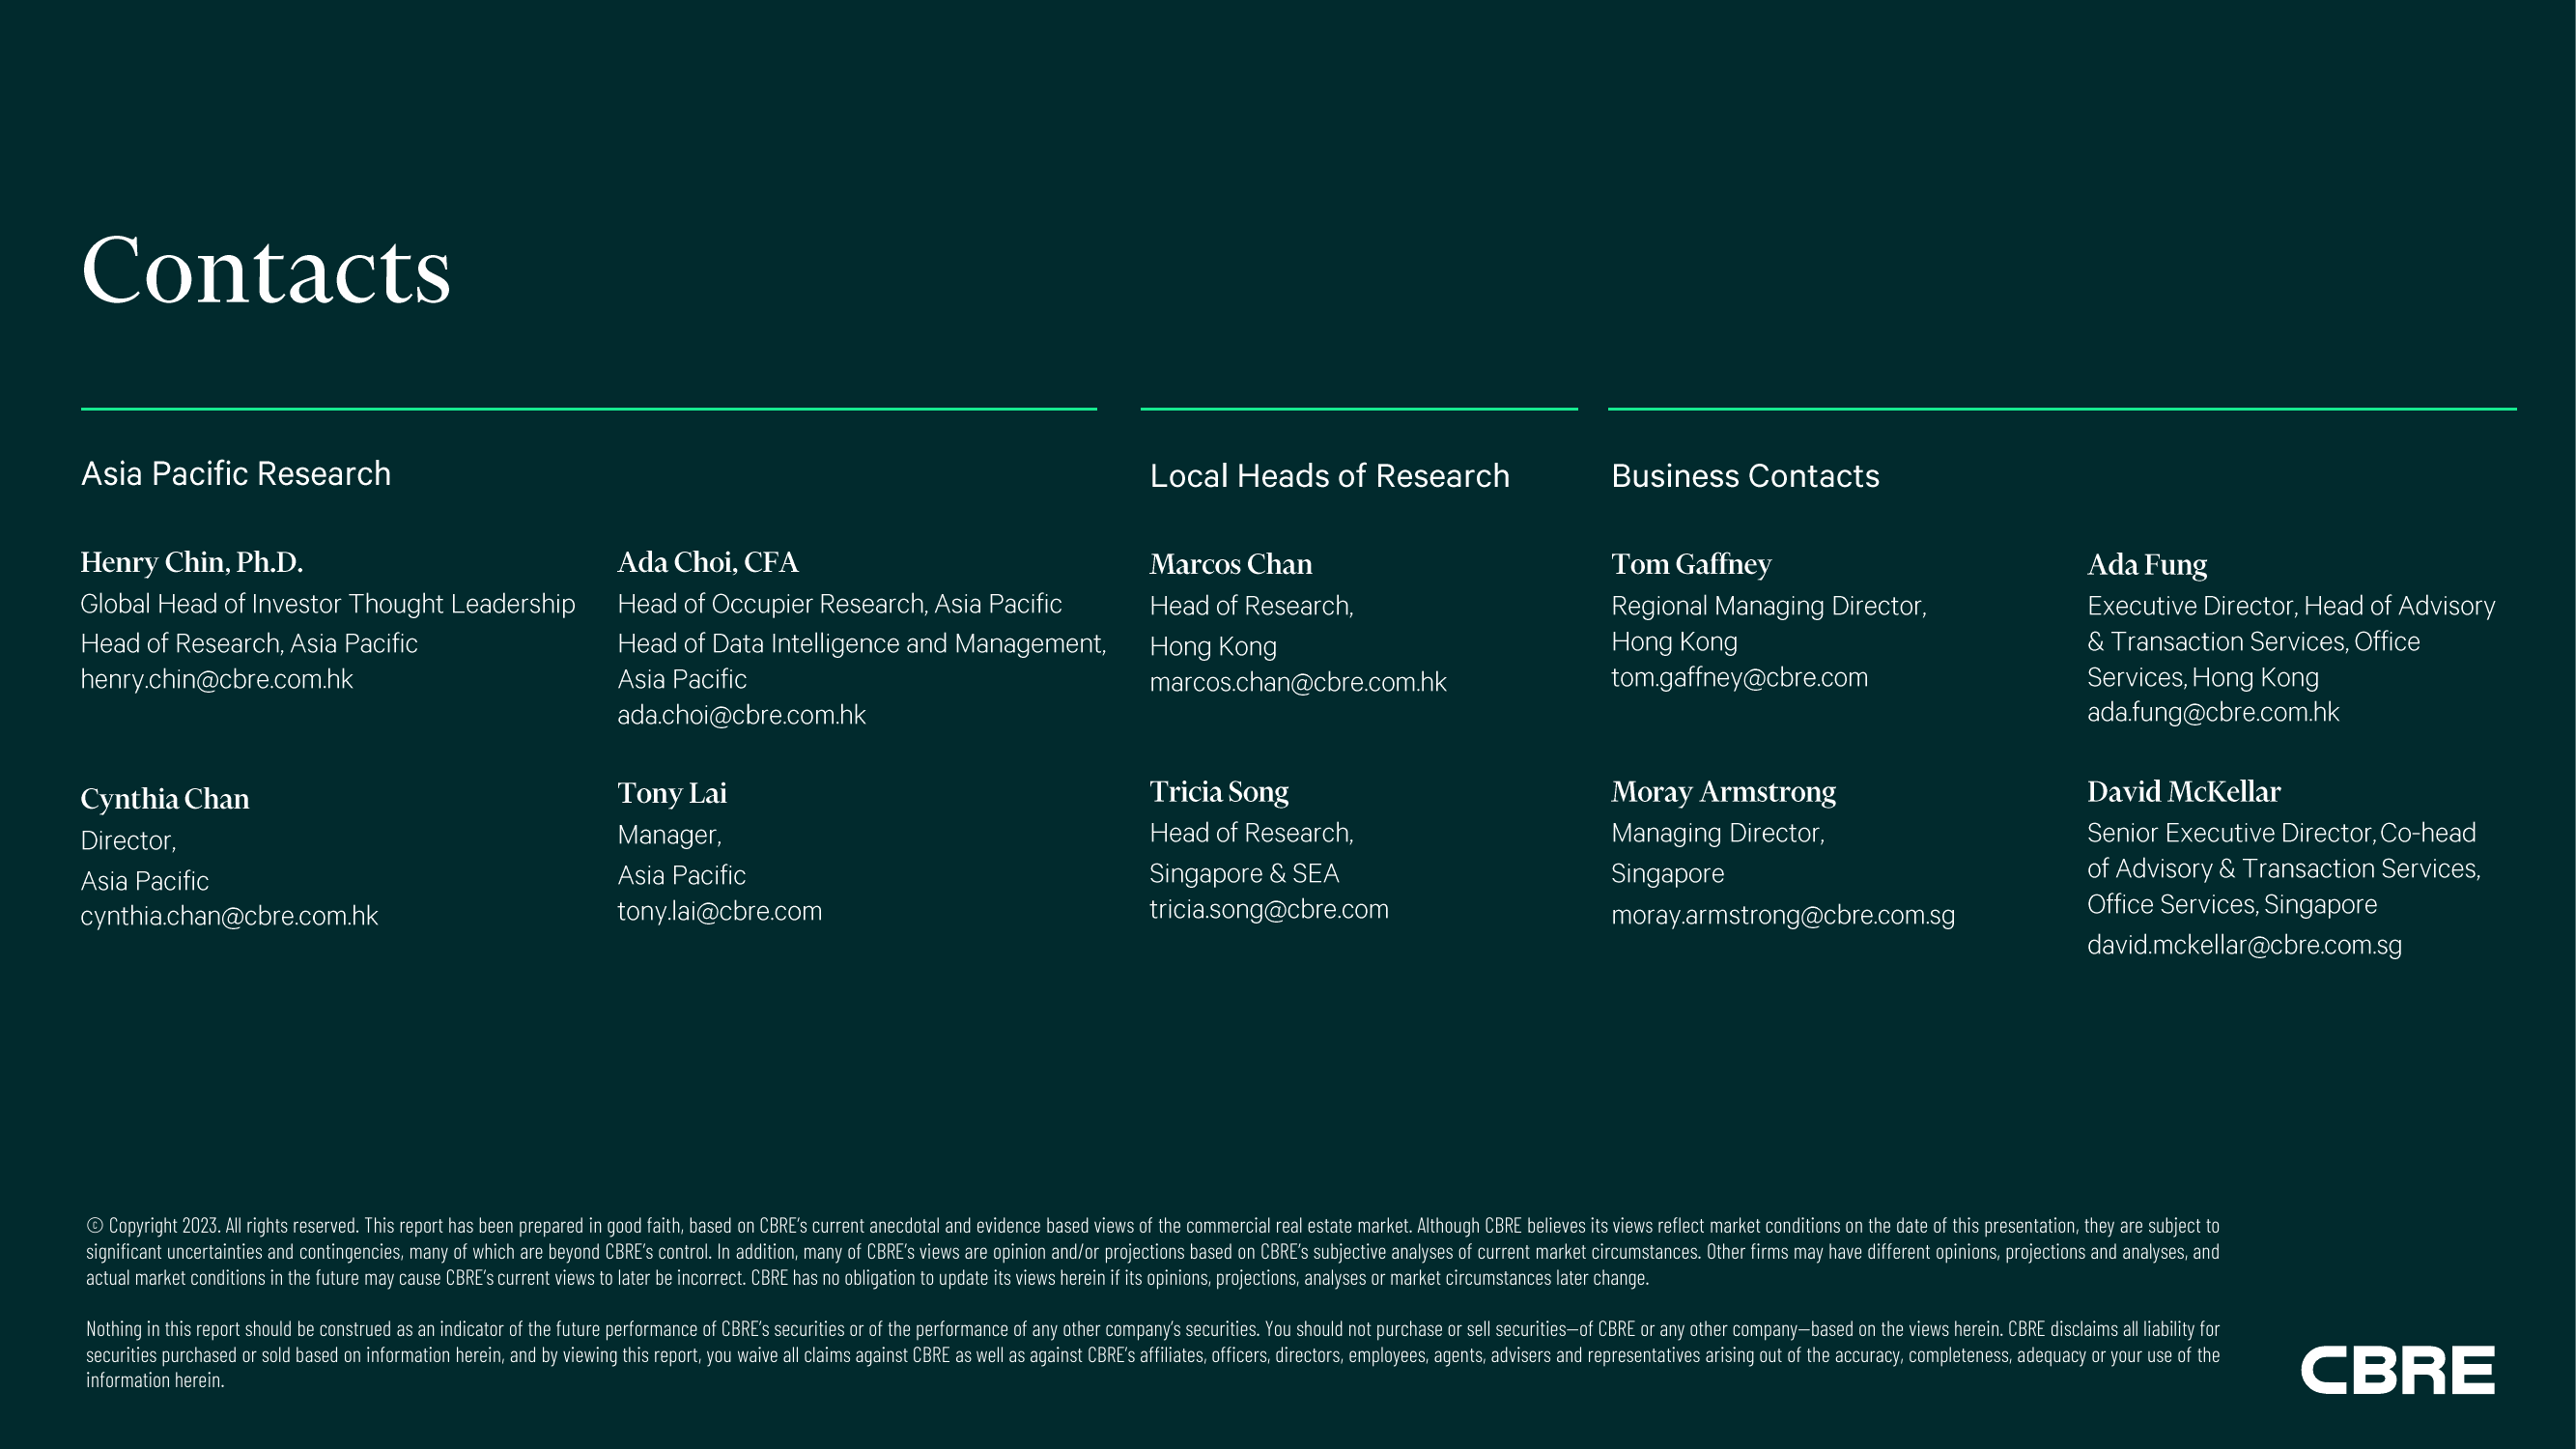 Contacts
Asia Pacific Research
Henry Chin, Ph.D.
Global Head of Investor Thought Leadership
Head of Research, Asia Pacific
henry.chin@cbre.com.hk
Ada Choi, CFA
Head of Occupier Research, Asia Pacific
Head of Data Intelligence and Management,
Asia Pacific
ada.choi@cbre.com.hk
Cynthia Chan
Director,
Asia Pacific
cynthia.chan@cbre.com.hk
Tony Lai
Manager,
Asia Pacific
tony.lai@cbre.com
Local Heads of Research
Marcos Chan
Head of Research,
Hong Kong
marcos.chan@cbre.com.hk
Tricia Song
Head of Research,
Singapore & SEA
tricia.song@cbre.com
Business Contacts
Tom Gaffney
Regional Managing Director,
Hong Kong
tom.gaffney@cbre.com
Ada Fung
Executive Director, Head of Advisory
& Transaction Services, Office
Services, Hong Kong
ada.fung@cbre.com.hk
Moray Armstrong
Managing Director,
Singapore
moray.armstrong@cbre.com.sg
David McKellar
Senior Executive Director, Co-head
of Advisory & Transaction Services,
Office Services, Singapore
david.mckellar@cbre.com.sg
© Copyright 2023. All rights reserved. This report has been prepared in good faith, based on CBRE's current anecdotal and evidence based views of the commercial real estate market. Although CBRE believes its views reflect market conditions on the date of this presentation, they are subject to
significant uncertainties and contingencies, many of which are beyond CBRE's control. In addition, many of CBRE's views are opinion and/or projections based on CBRE's subjective analyses of current market circumstances. Other firms may have different opinions, projections and analyses, and
actual market conditions in the future may cause CBRE's current views to later be incorrect. CBRE has no obligation to update its views herein if its opinions, projections, analyses or market circumstances later change.
Nothing in this report should be construed as an indicator of the future performance of CBRE's securities or of the performance of any other company's securities. You should not purchase or sell securities—of CBRE or any other company—based on the views herein. CBRE disclaims all liability for
securities purchased or sold based on information herein, and by viewing this report, you waive all claims against CBRE as well as against CBRE's affiliates, officers, directors, employees, agents, advisers and representatives arising out of the accuracy, completeness, adequacy or your use of the
information herein.
CBRE